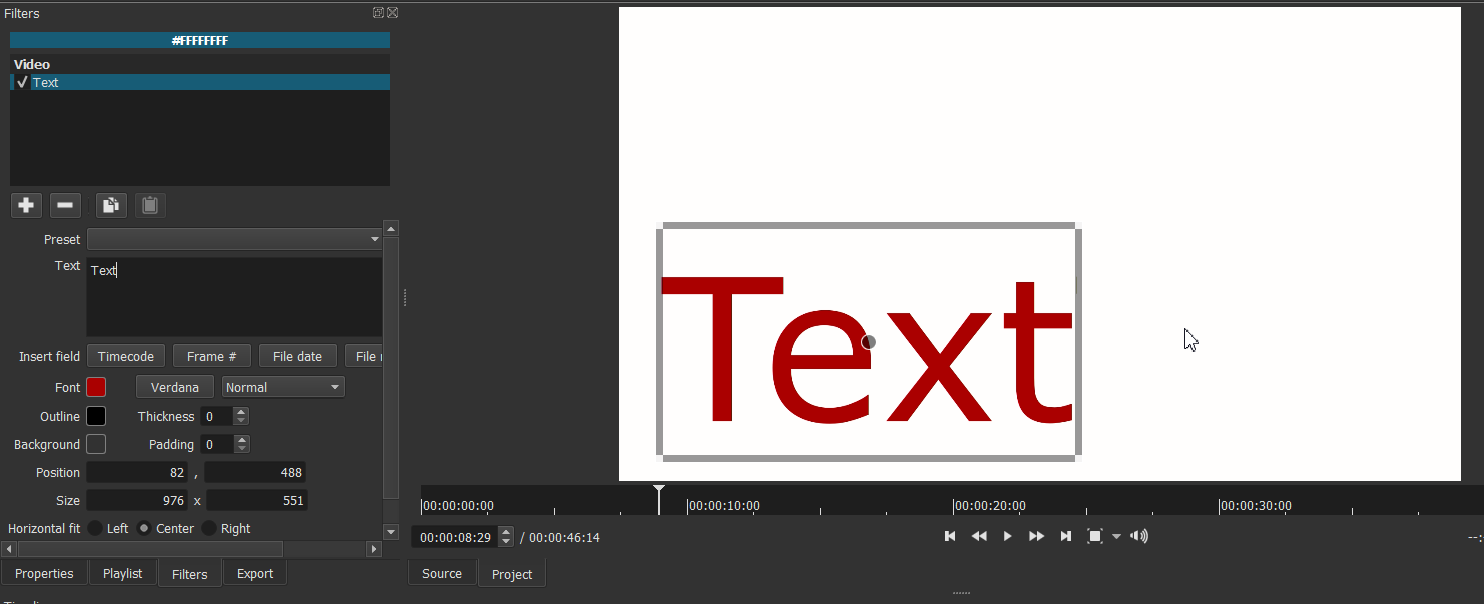 Filters
#FFFFFFFF
Video
Text
Preset
Text Text
Insert field Timecode Frame # File date File
Font Verdana Normal
Outline Thickness 0
Background Padding 0
Position 82 , 488
Size 976 x 551
Horizontal fit Left Center Right
Properties Playlist Filters Export
Text
00:00:00:00 00:00:10:00 00:00:20:00 00:00:30:00
00:00:08:29 / 00:00:46:14 --:
Source Project